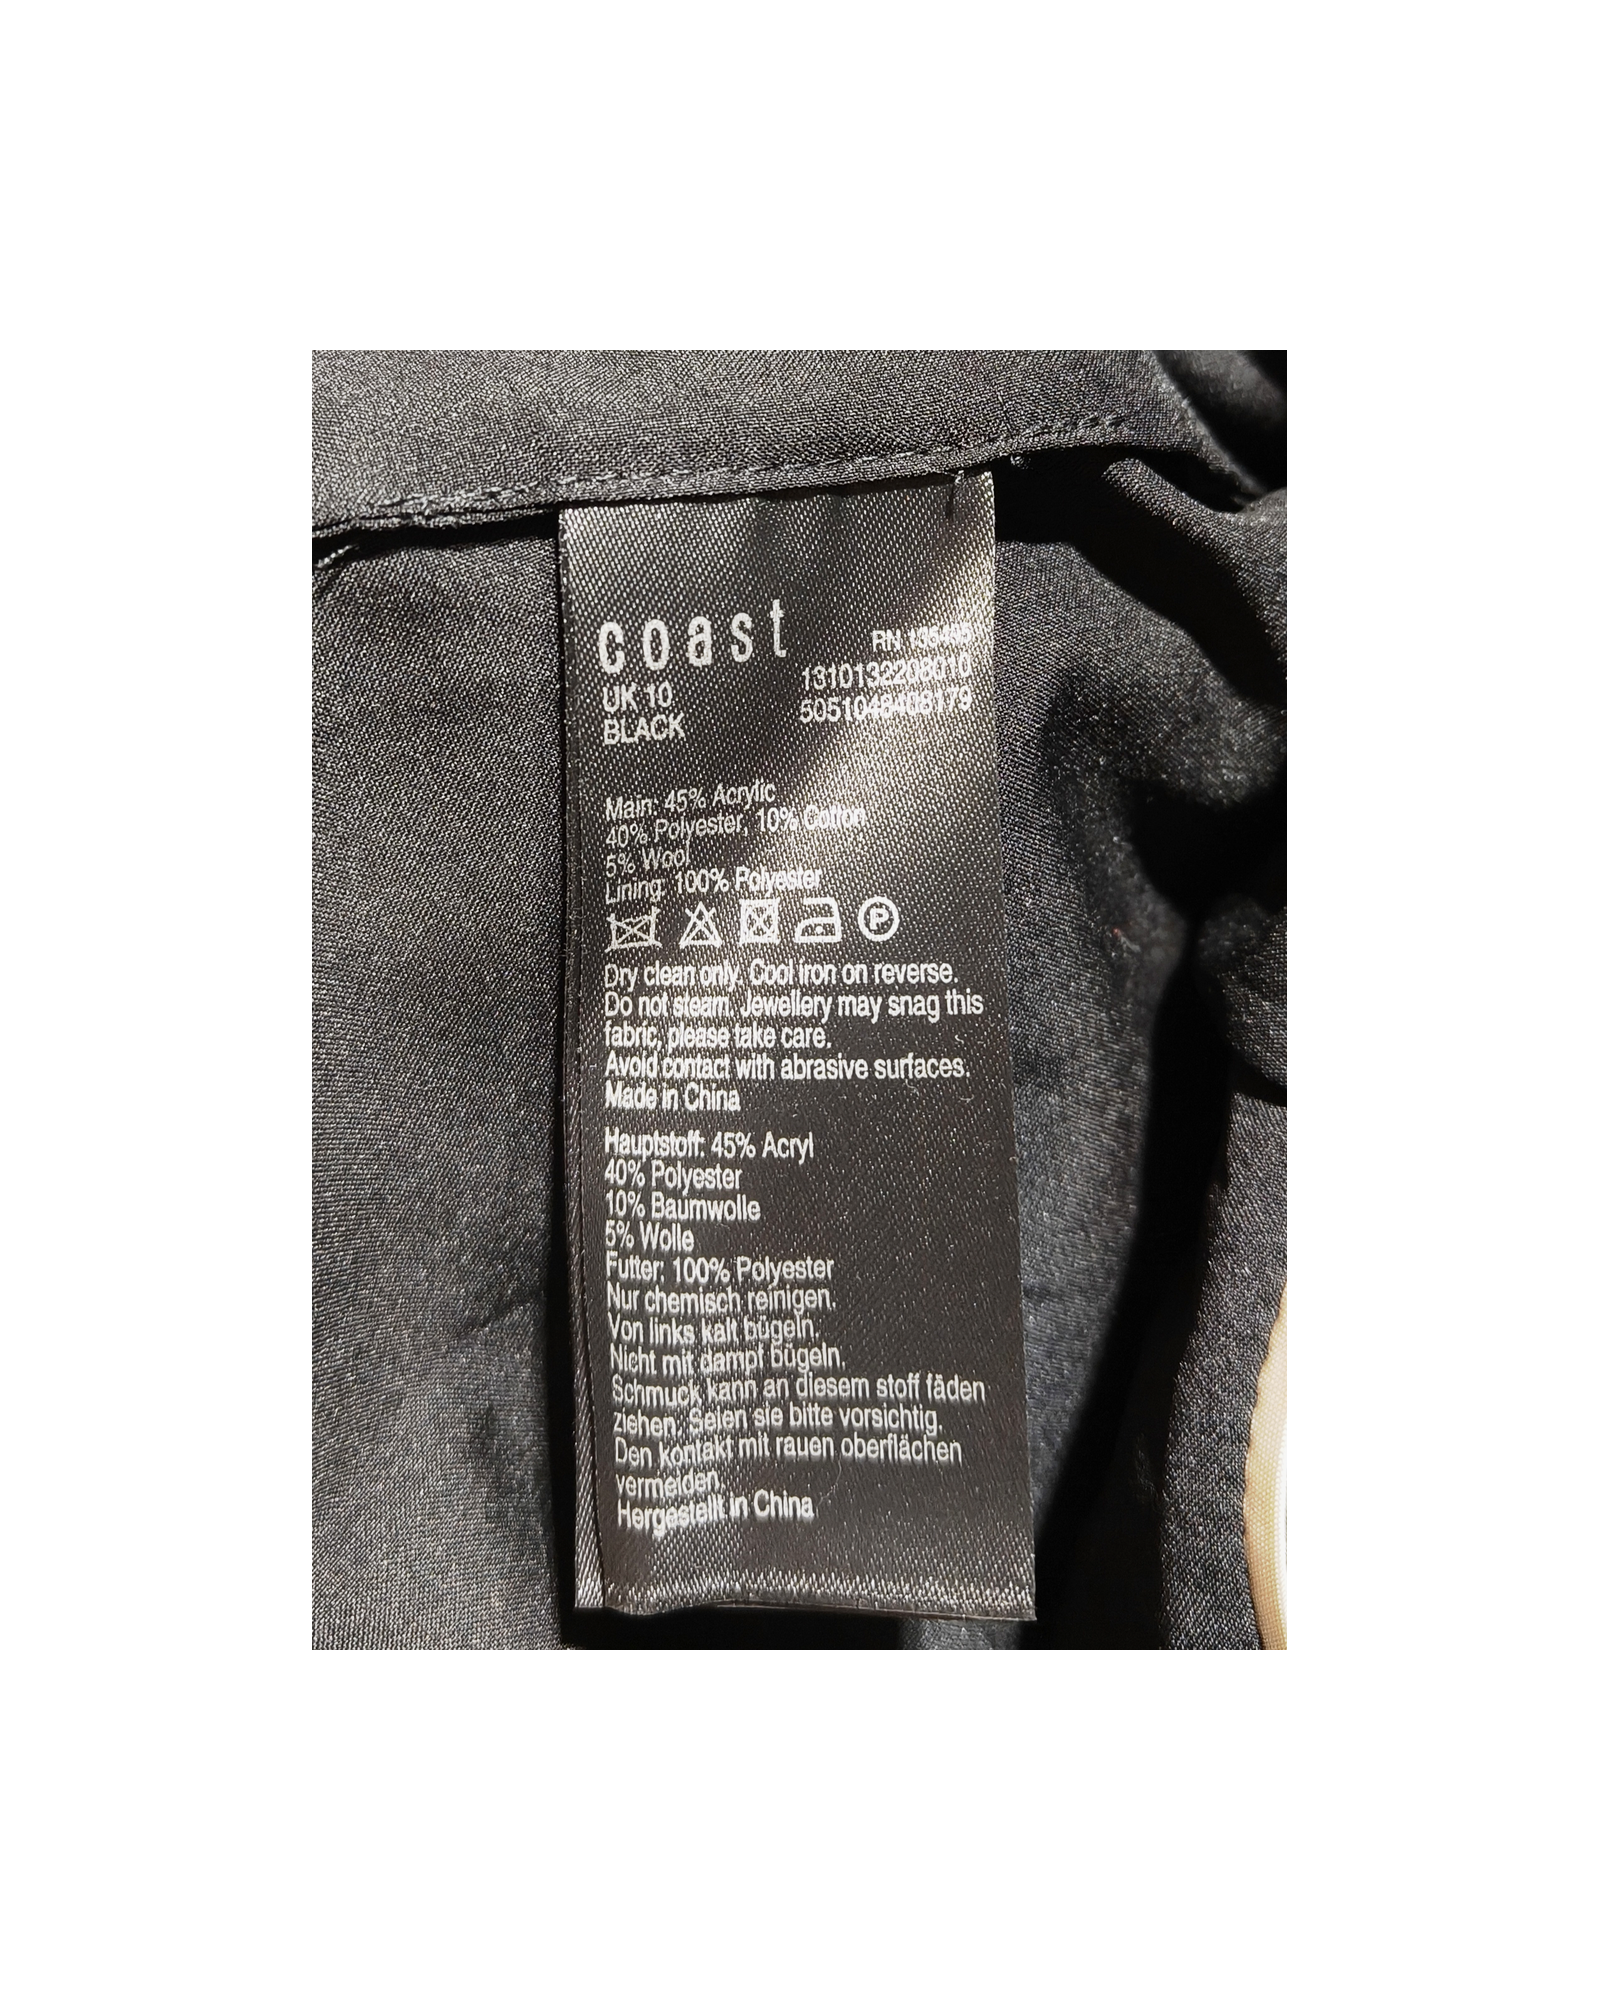 coast
UK 10
BLACK
RN
1310132208010
Main: 45% Acrylic
40% Polyester, 10% Cotton
5% Wool
Lining: 100% Polyester
P
Dry clean only. Cool iron on reverse.
Do not steam. Jewellery may snag this
fabric, please take care.
Avoid contact with abrasive surfaces.
Made in China
Hauptstoff: 45% Acryl
40% Polyester
10% Baumwolle
5% Wolle
Futter: 100% Polyester
Nur chemisch reinigen.
Von links kalt bügeln.
Nicht mit dampf bügeln.
Schmuck kann an diesem stoff fäden
ziehen. Seien sie bitte vorsichtig.
Den kontakt mit rauen oberflächen
vermeiden
Hergestellt in China